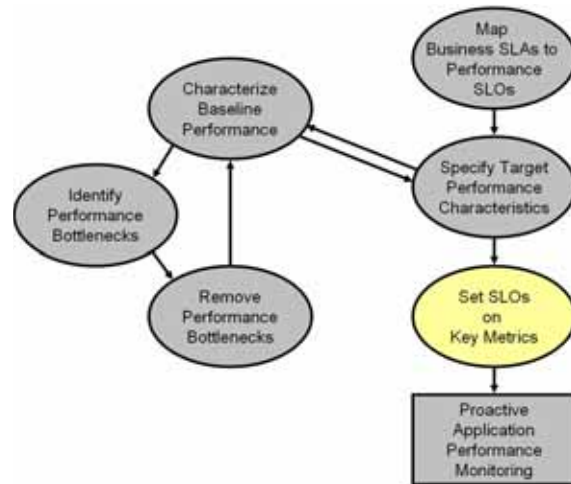 Map
Business SLAs to
Performance
SLOs
Characterize
Baseline
Performance
Specify Target
Performance
Characteristics
Identify
Performance
Bottlenecks
Remove
Performance
Bottlenecks
Set SLOs
on
Key Metrics
Proactive
Application
Performance
Monitoring